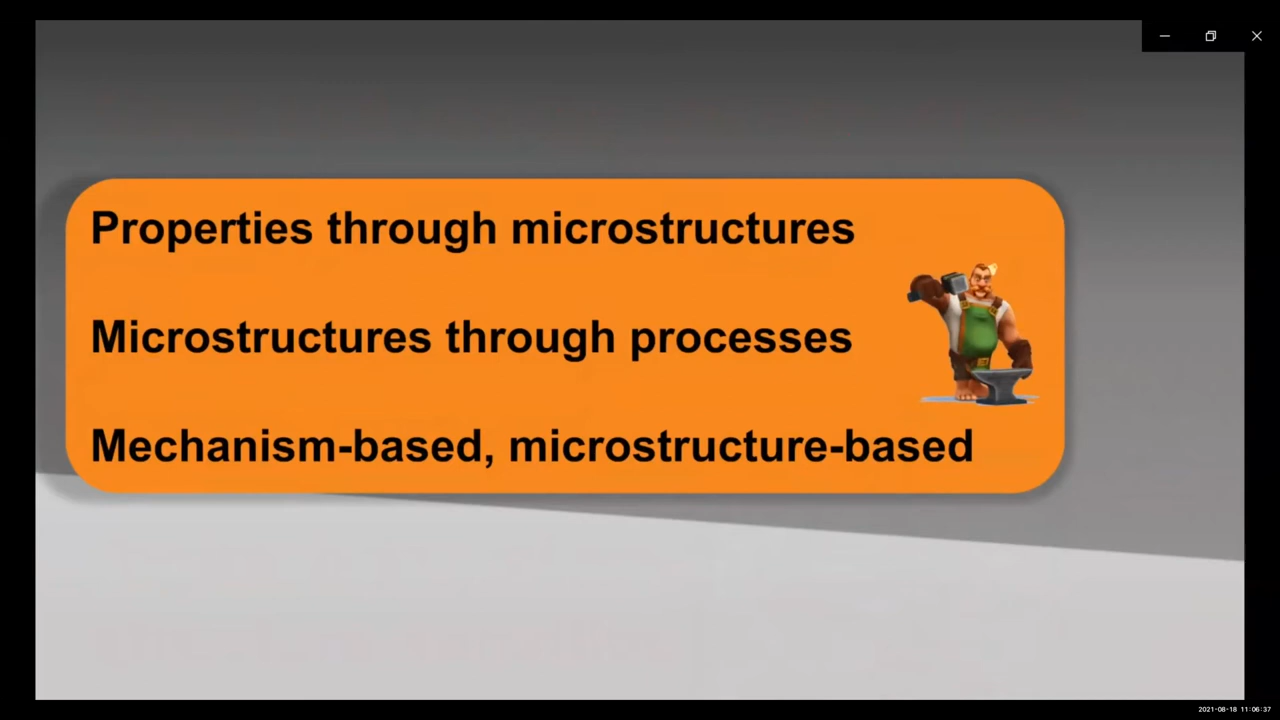 Properties through microstructures
Microstructures through processes
Mechanism-based, microstructure-based
2021-08-18 11:06:37